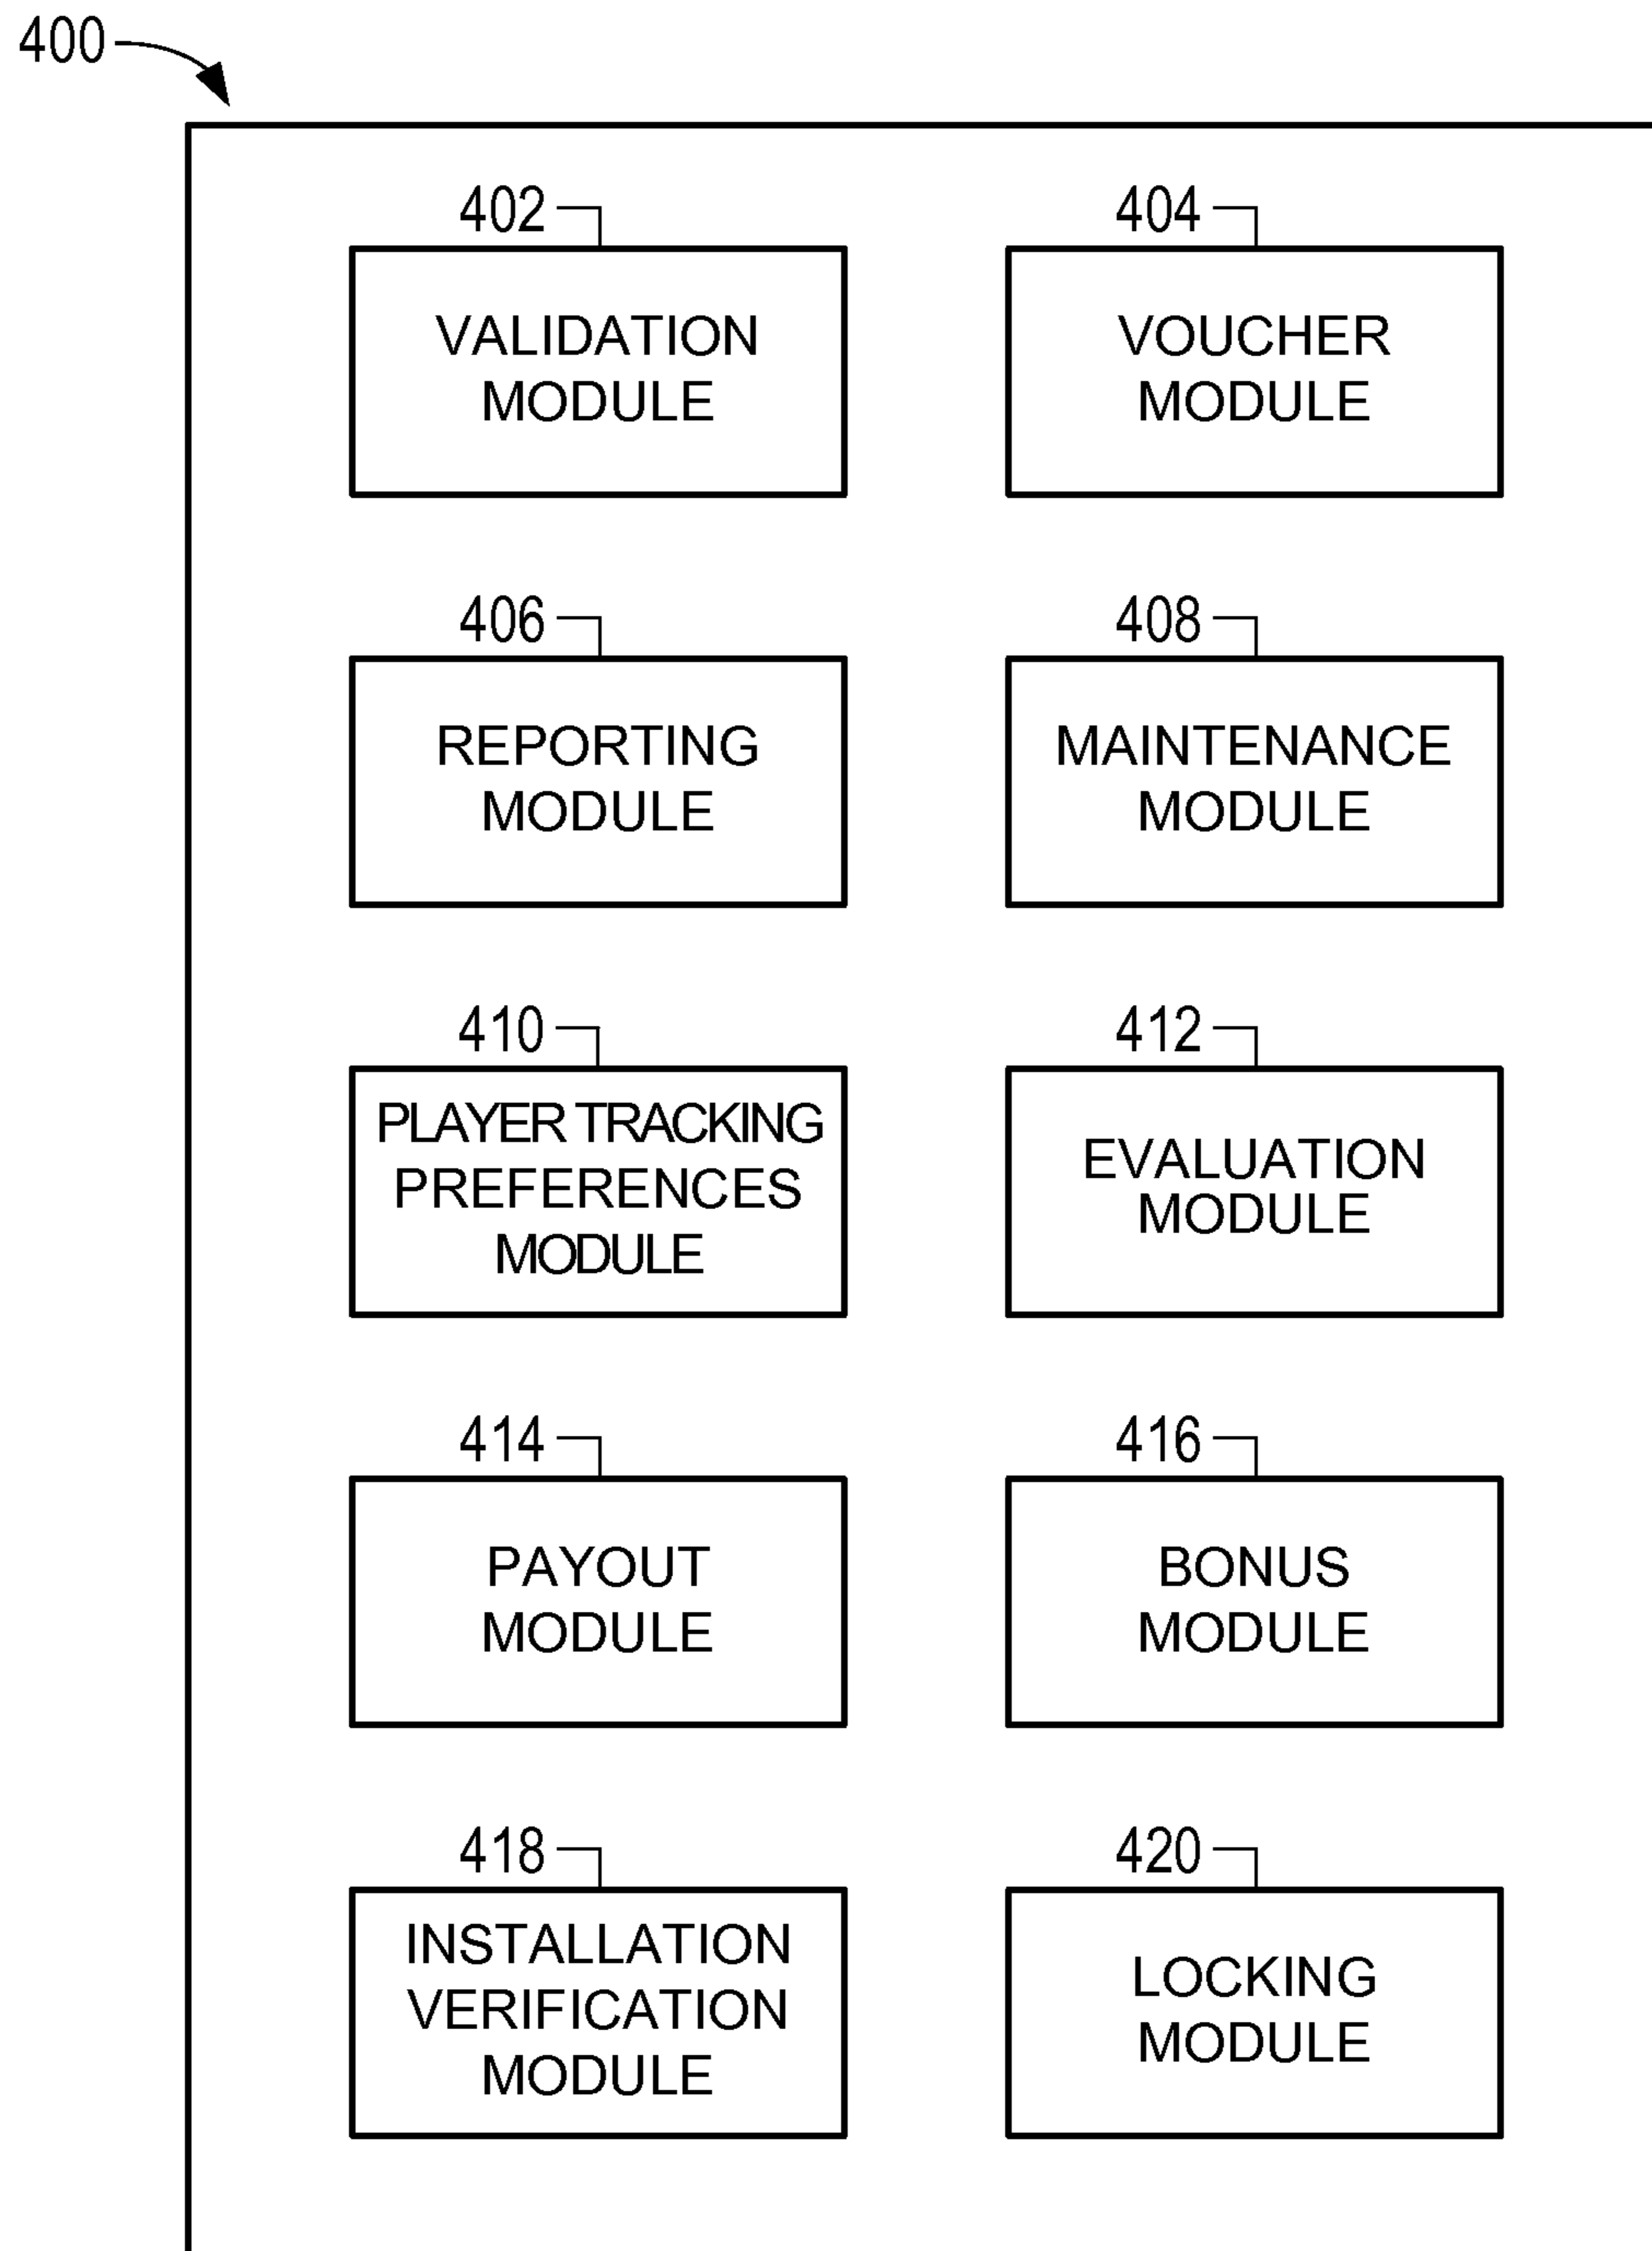 400
402
VALIDATION
MODULE
404
VOUCHER
MODULE
406
REPORTING
MODULE
408
MAINTENANCE
MODULE
410
PLAYER TRACKING
PREFERENCES
MODULE
412
EVALUATION
MODULE
414
PAYOUT
MODULE
416
BONUS
MODULE
418
INSTALLATION
VERIFICATION
MODULE
420
LOCKING
MODULE